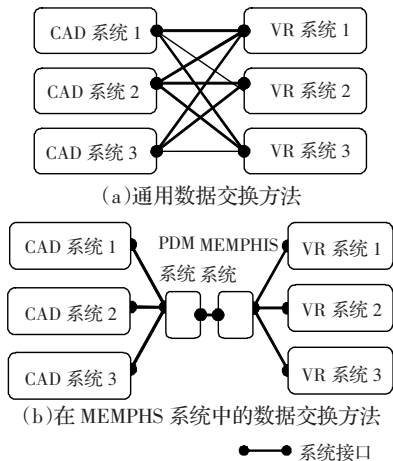 CAD 系统 1 VR 系统 1
CAD 系统 2 VR 系统 2
CAD 系统 3 VR 系统 3
(a)通用数据交换方法
CAD 系统 1 PDM MEMPHIS VR 系统 1
系统 系统
CAD 系统 2 VR 系统 2
CAD 系统 3 VR 系统 3
(b)在 MEMPHS 系统中的数据交换方法
系统接口